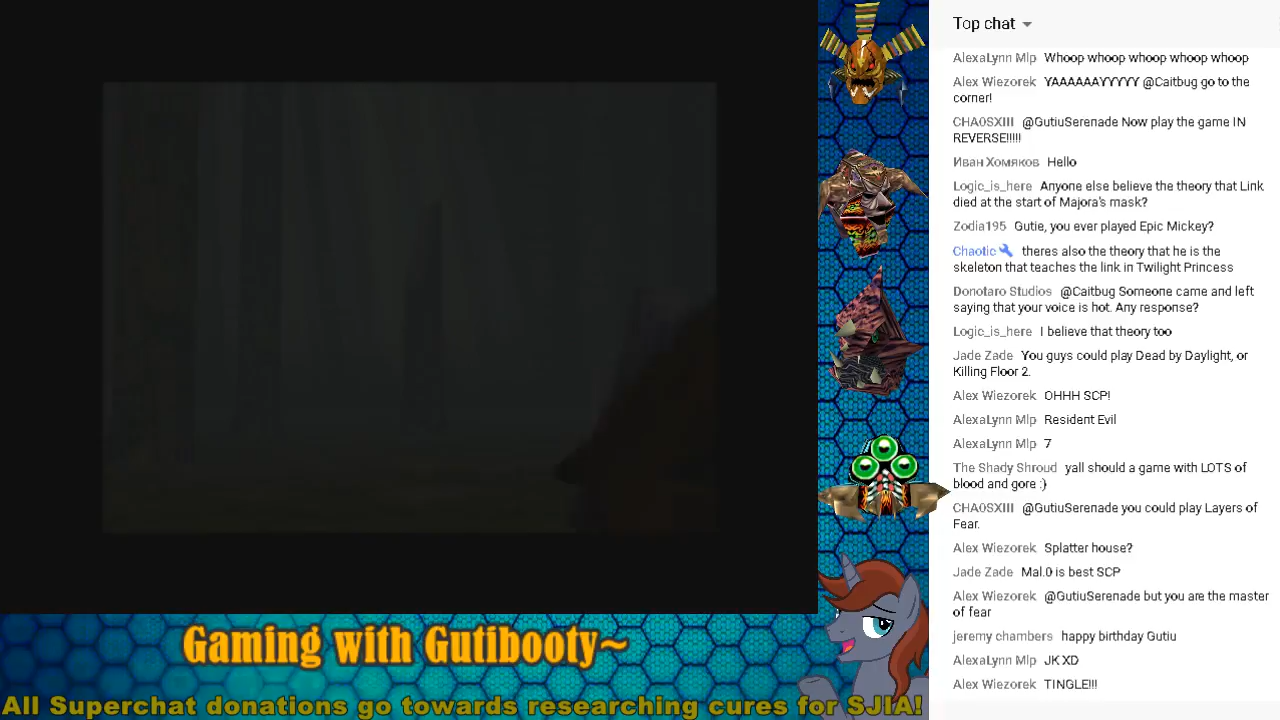 Top chat
AlexaLynn Mlp Whoop whoop whoop whoop whoop
Alex Wiezorek YAAAAAAYYYYY @Caitbug go to the
corner!
CHA0SXIII @GutiuSerenade Now play the game IN
REVERSE!!!!!
Иван Хомяков Hello
Logic_is_here Anyone else believe the theory that Link
died at the start of Majora's mask?
Zodia195 Gutie, you ever played Epic Mickey?
Chaotic theres also the theory that he is the
skeleton that teaches the link in Twilight Princess
Donotaro Studios @Caitbug Someone came and left
saying that your voice is hot. Any response?
Logic_is_here I believe that theory too
Jade Zade You guys could play Dead by Daylight, or
Killing Floor 2.
Alex Wiezorek OHHH SCP!
AlexaLynn Mlp Resident Evil
AlexaLynn Mlp 7
The Shady Shroud yall should a game with LOTS of
blood and gore :)
CHA0SXIII @GutiuSerenade you could play Layers of
Fear.
Alex Wiezorek Splatter house?
Jade Zade Mal.0 is best SCP
Alex Wiezorek @GutiuSerenade but you are the master
of fear
jeremy chambers happy birthday Gutiu
AlexaLynn Mlp JK XD
Alex Wiezorek TINGLE!!!
Gaming with Gutibooty~
All Superchat donations go towards researching cures for SJIA!